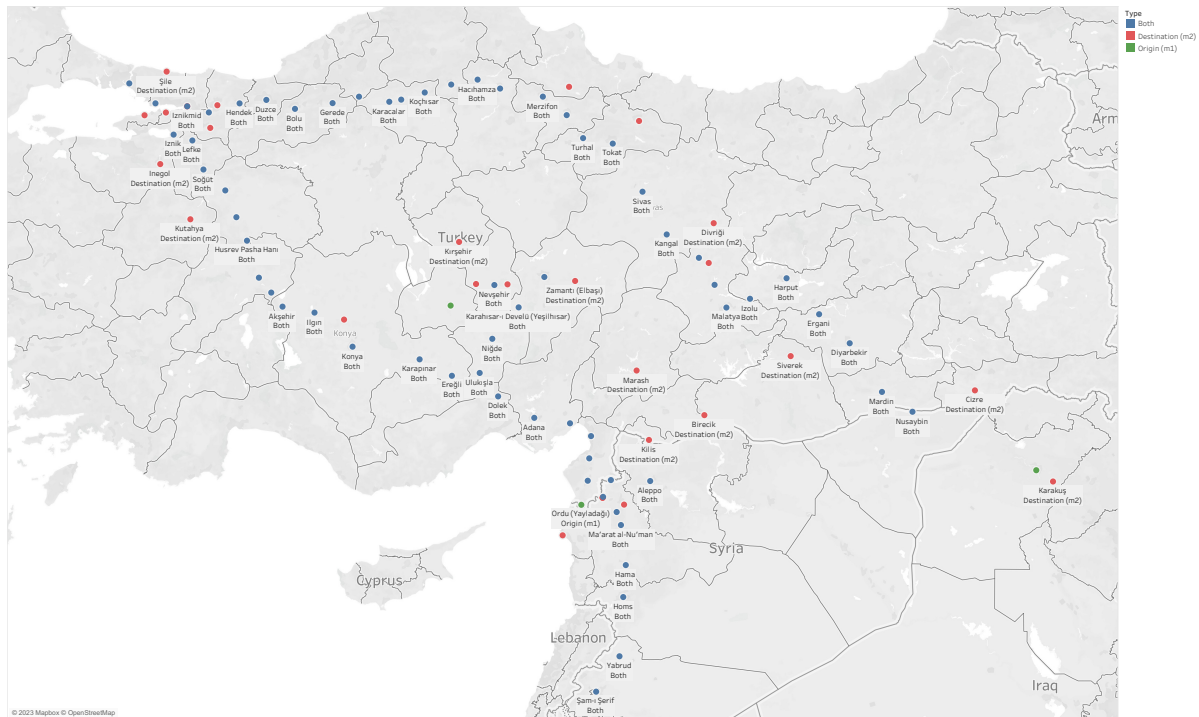 Type
Both
Destination (m2)
Origin (m1)
Şile
Destination (m2)
Iznikmid
Both
Hendek
Both
Duzce
Both
Bolu
Both
Gerede
Both
Karacalar
Both
Koçhisar
Both
Hacıhamza
Both
Merzifon
Both
Turhal
Both
Tokat
Both
Iznik
Both
Lefke
Both
Inegol
Destination (m2)
Soğüt
Both
Kutahya
Destination (m2)
Husrev Pasha Hanı
Both
Sivas
Both
Kangal
Both
Divriği
Destination (m2)
Turkey
Kırşehir
Destination (m2)
Nevşehir
Both
Zamantı (Elbaşı)
Destination (m2)
Karahisar-ı Develü (Yeşilhisar)
Both
Harput
Both
Izolu
Both
Malatya
Both
Ergani
Both
Diyarbekir
Both
Akşehir
Both
Ilgın
Both
Konya
Konya
Both
Karapınar
Both
Ereğli
Both
Niğde
Both
Ulukışla
Both
Dolek
Both
Adana
Both
Marash
Destination (m2)
Siverek
Destination (m2)
Birecik
Destination (m2)
Mardin
Both
Nusaybin
Both
Cizre
Destination (m2)
Kilis
Destination (m2)
Aleppo
Both
Karakuş
Destination (m2)
Ordu (Yayladağı)
Origin (m1)
Ma'arat al-Nu'man
Both
Syria
Cyprus
Hama
Both
Homs
Both
Lebanon
Yabrud
Both
Şam-ı Şerif
Both
Iraq
Arm
© 2023 Mapbox © OpenStreetMap